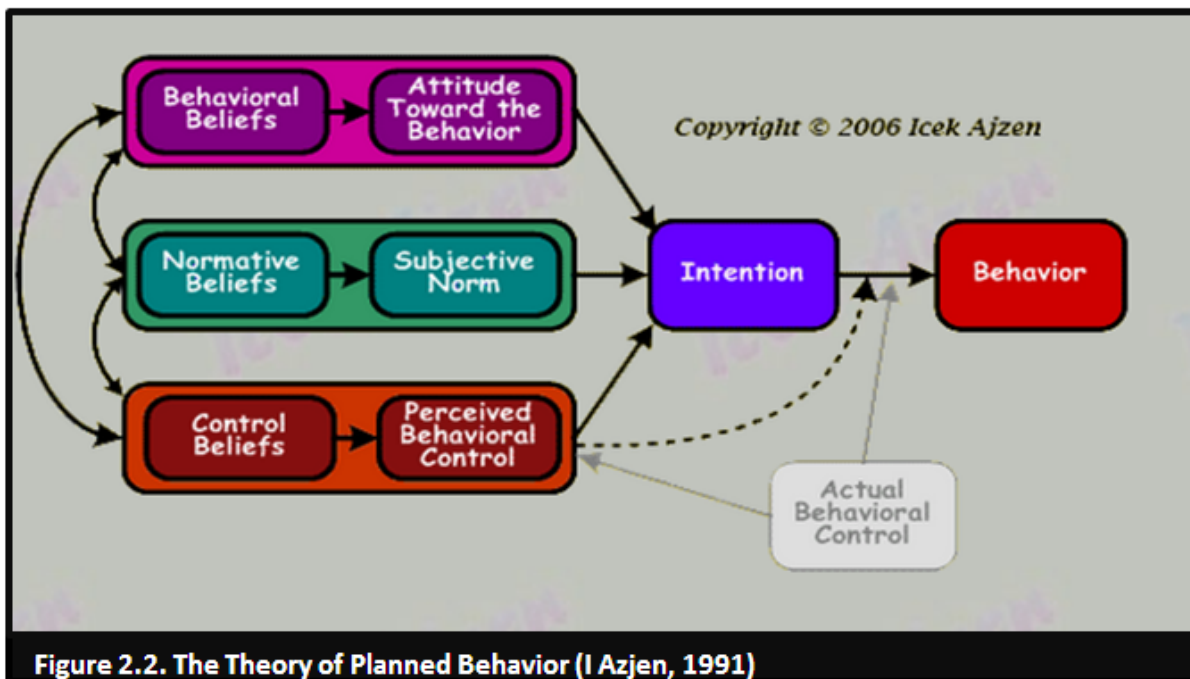 Behavioral
Beliefs
Attitude
Toward the
Behavior
Copyright © 2006 Icek Ajzen
Normative
Beliefs
Subjective
Norm
Intention
Behavior
Control
Beliefs
Perceived
Behavioral
Control
Actual
Behavioral
Control
Figure 2.2. The Theory of Planned Behavior (I Azjen, 1991)